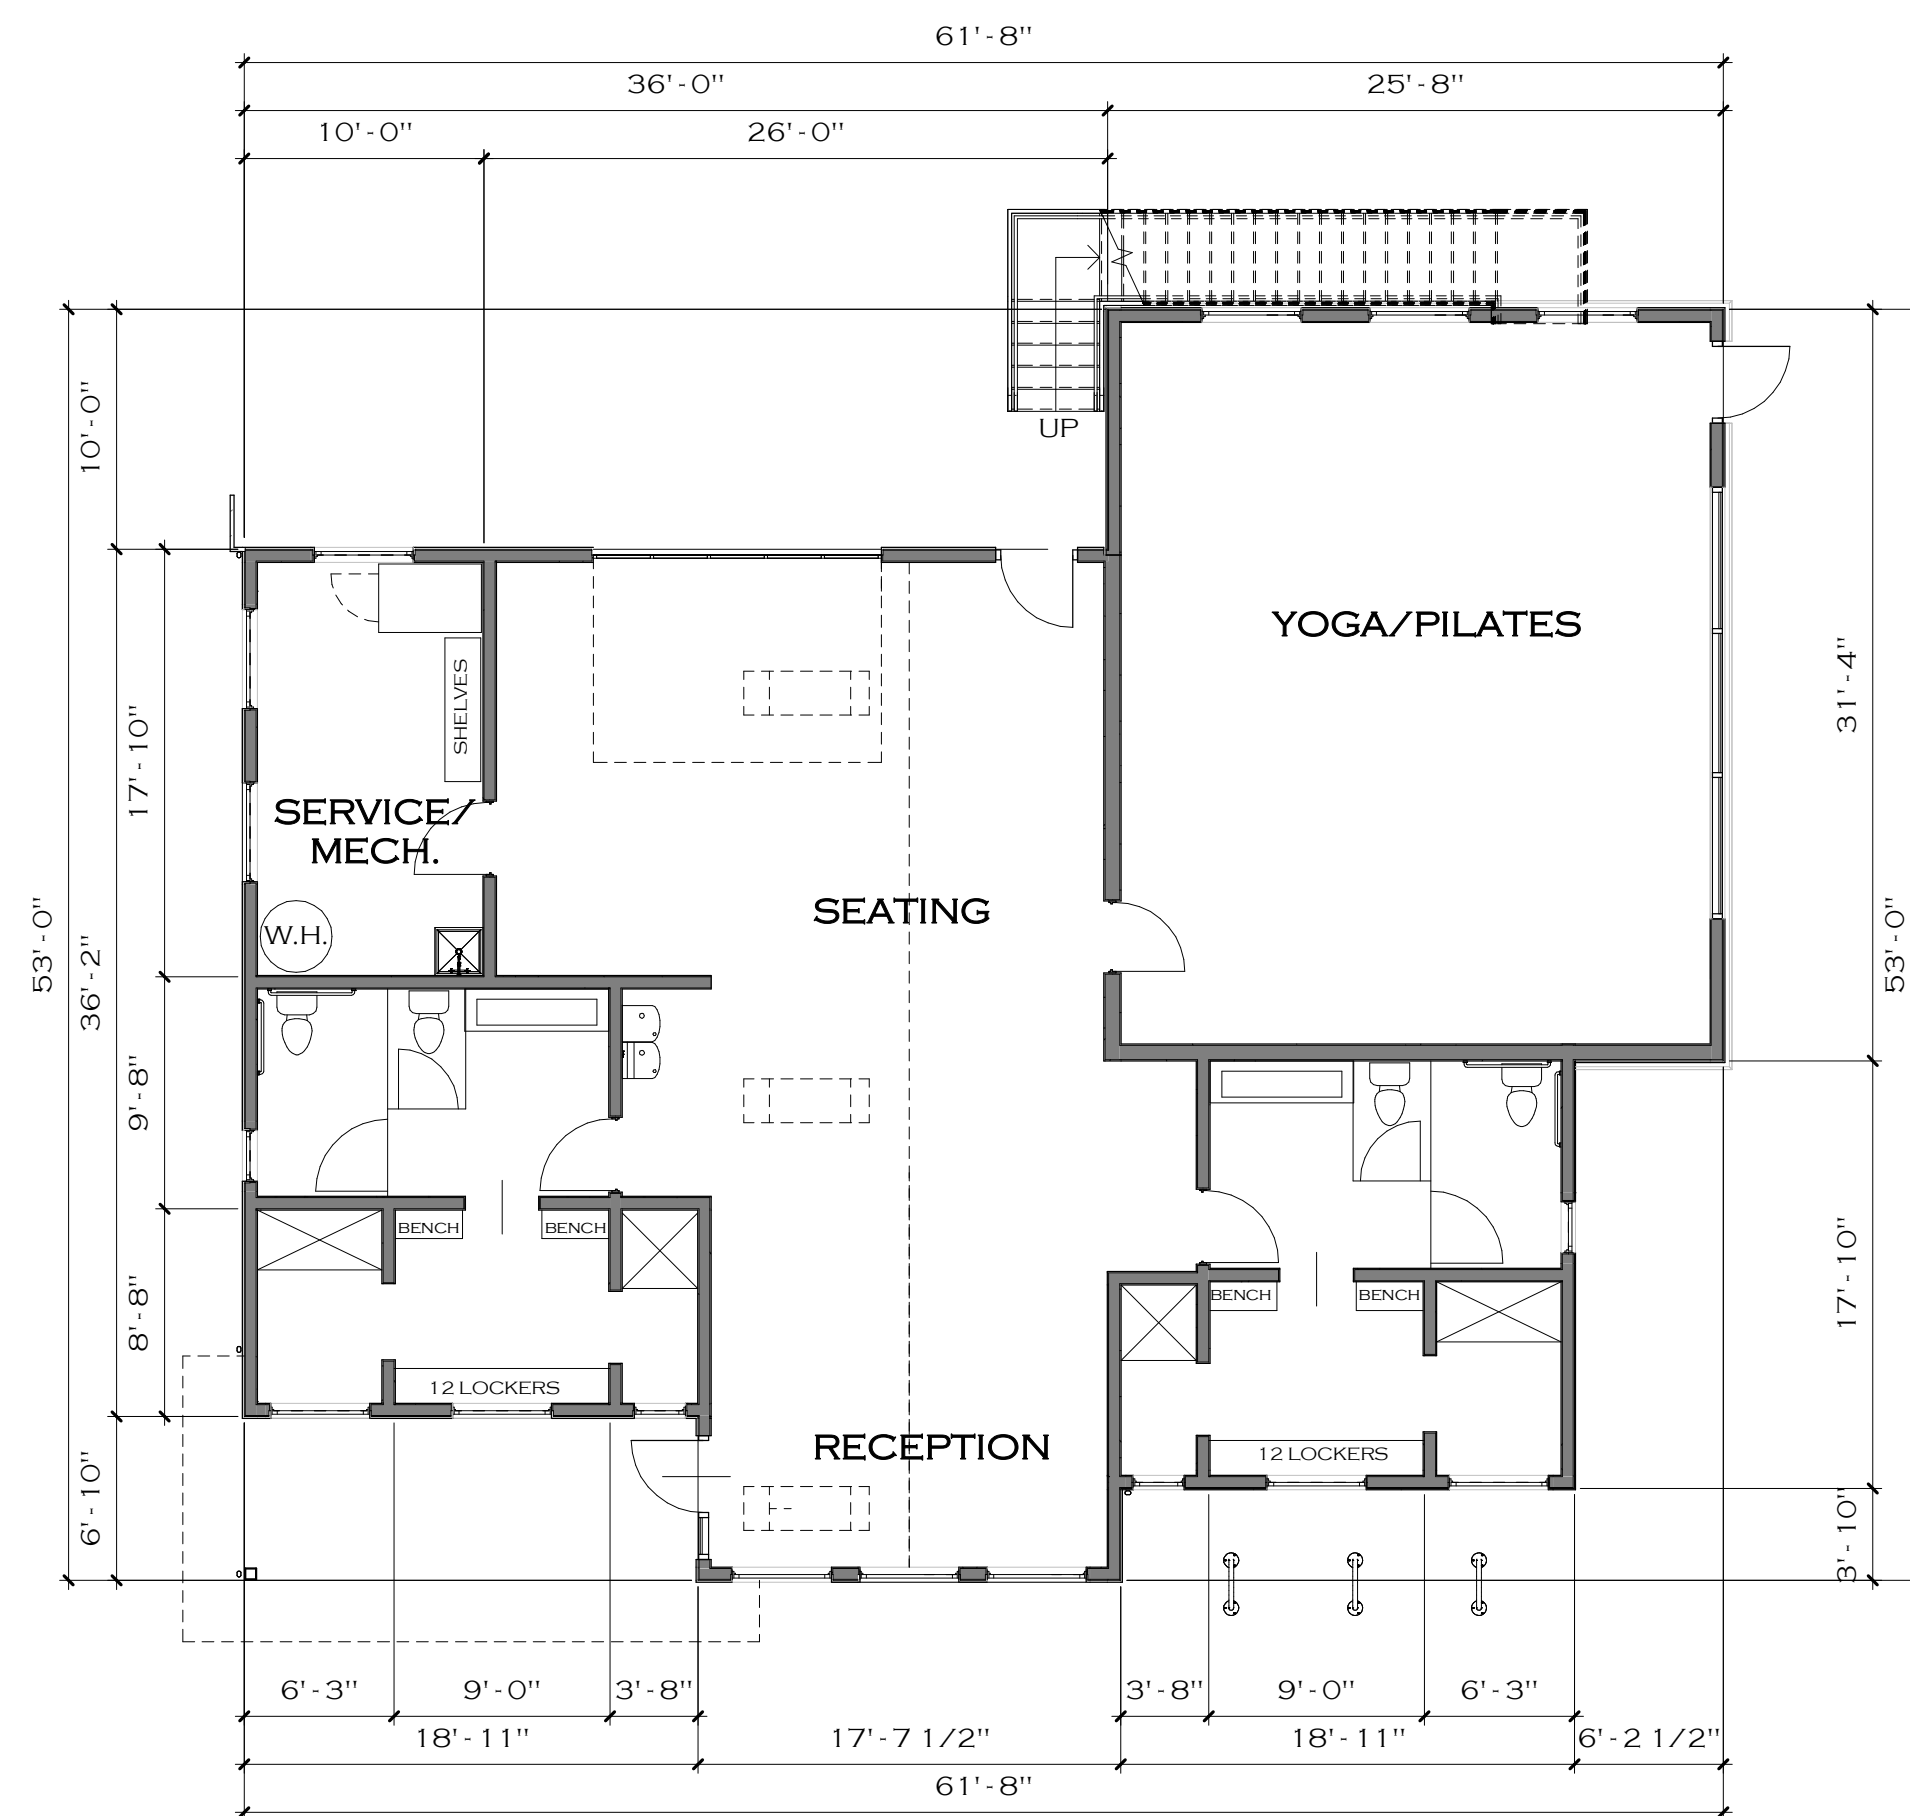 61'-8"
36'-0" 25'-8"
10'-0" 26'-0"
10'-0"
UP
YOGA/PILATES
31'-4"
SHELVES
17'-10"
SERVICE/
MECH.
SEATING
W.H.
53'-0"
36'-2"
53'-0"
9'-8"
BENCH BENCH
17'-10"
8'-8"
BENCH BENCH
12 LOCKERS
RECEPTION
12 LOCKERS
6'-10"
3'-10"
6'-3" 9'-0" 3'-8" 3'-8" 9'-0" 6'-3"
18'-11" 17'-7 1/2" 18'-11" 6'-2 1/2"
61'-8"